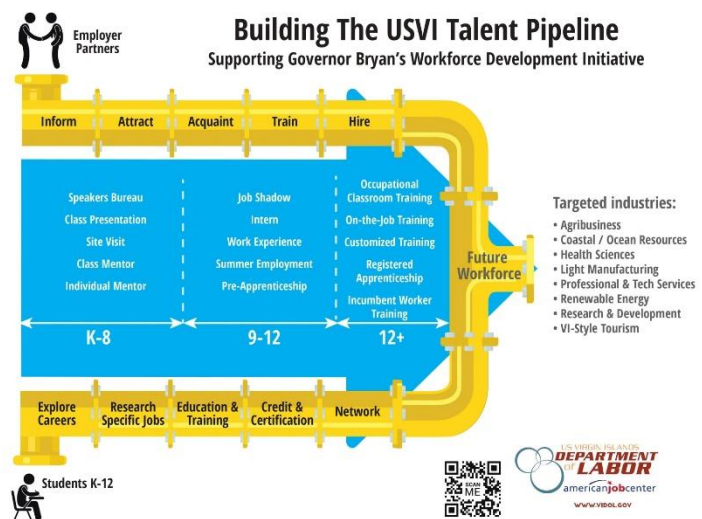 Building The USVI Talent Pipeline
Supporting Governor Bryan's Workforce Development Initiative
Employer
Partners
Inform
Attract
Acquaint
Train
Hire
Speakers Bureau
Class Presentation
Site Visit
Class Mentor
Individual Mentor
K-8
Job Shadow
Intern
Work Experience
Summer Employment
Pre-Apprenticeship
9-12
Occupational
Classroom Training
On-the-Job Training
Customized Training
Registered
Apprenticeship
Incumbent Worker
Training
12+
Future
Workforce
Targeted industries:
▪ Agribusiness
▪ Coastal / Ocean Resources
▪ Health Sciences
▪ Light Manufacturing
▪ Professional & Tech Services
▪ Renewable Energy
▪ Research & Development
▪ VI-Style Tourism
Explore
Careers
Research
Specific Jobs
Education &
Training
Credit &
Certification
Network
Students K-12
SCAN
ME
US VIRGIN ISLANDS
DEPARTMENT
of LABOR
americanjobcenter
WWW.VIDOL.GOV